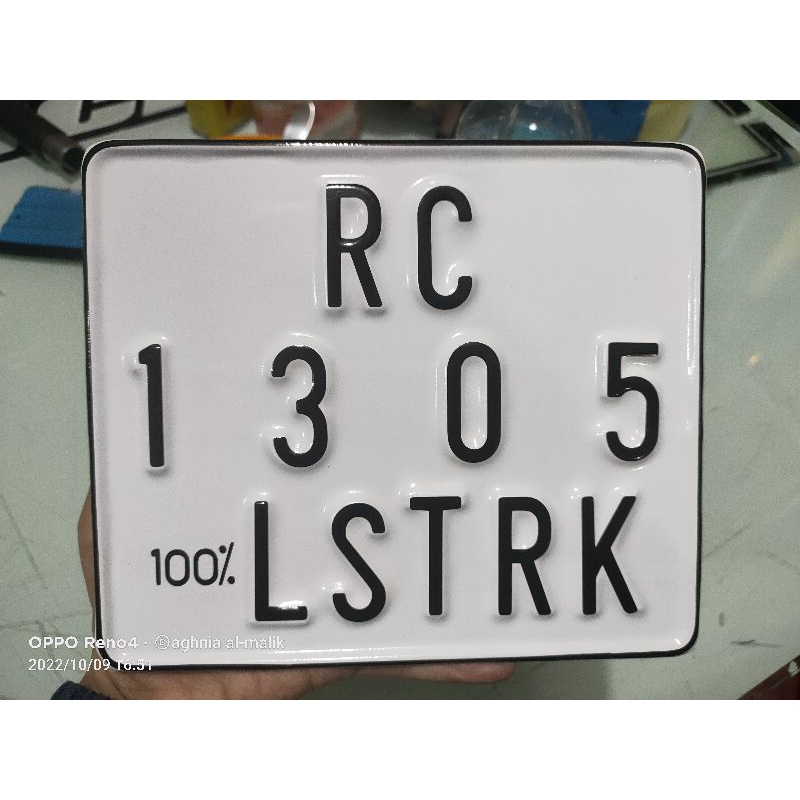 RC
1 3 0 5
100% LSTRK
OPPO Reno4 · ©aghnia al-malik
2022/10/09 16:51